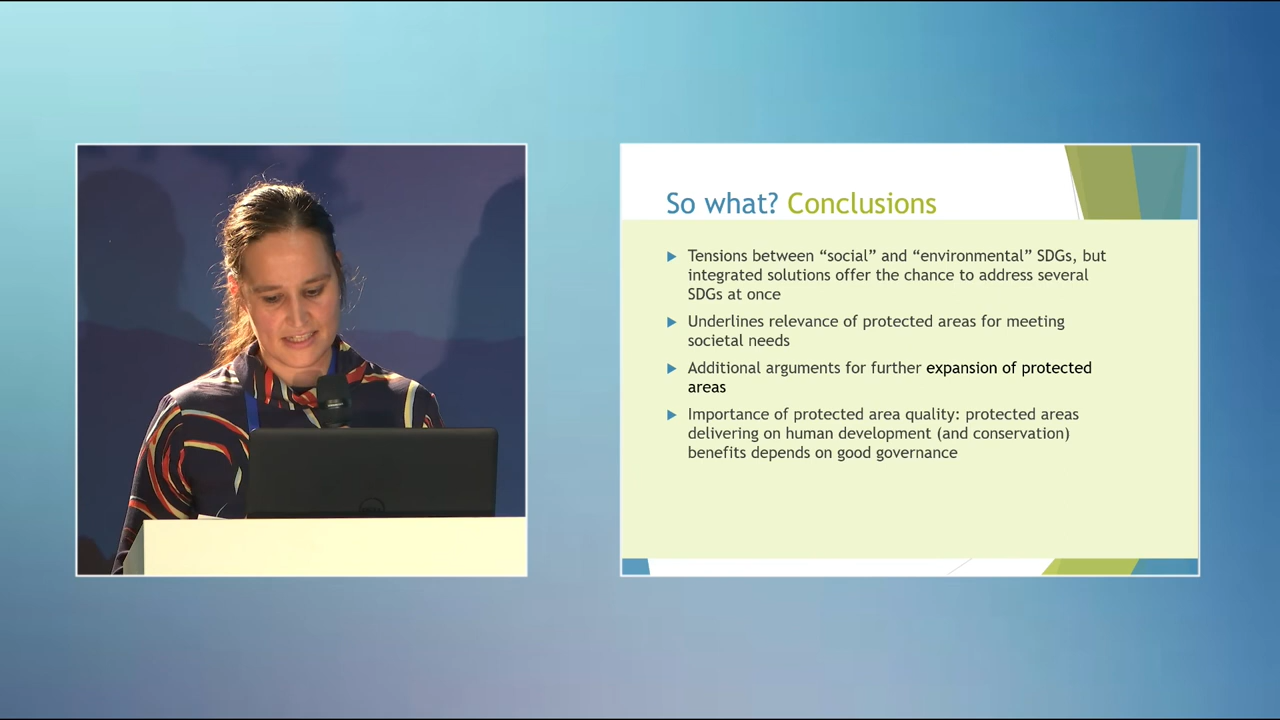 So what? Conclusions
Tensions between “social” and “environmental” SDGs, but
integrated solutions offer the chance to address several
SDGs at once
Underlines relevance of protected areas for meeting
societal needs
Additional arguments for further expansion of protected
areas
Importance of protected area quality: protected areas
delivering on human development (and conservation)
benefits depends on good governance